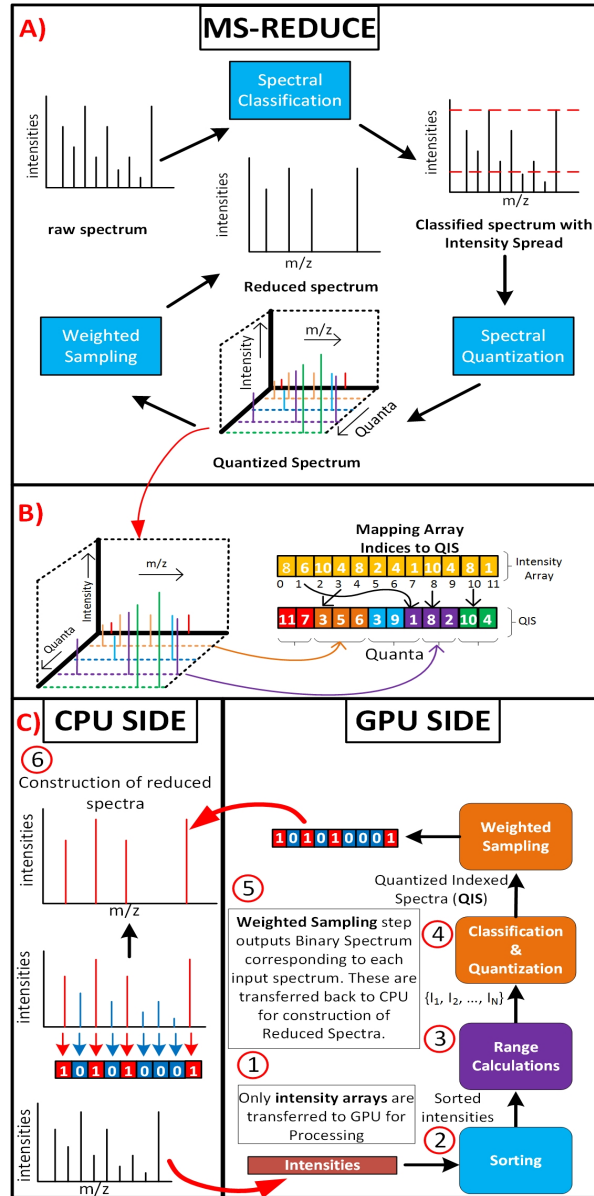 A)
MS-REDUCE
Spectral
Classification
intensities
raw spectrum
intensities
m/z
Reduced spectrum
intensities
m/z
Classified spectrum with
Intensity Spread
Weighted
Sampling
Spectral
Quantization
Intensity
m/z
Quanta
Quantized Spectrum
B)
m/z
Intensity
Quanta
Mapping Array
Indices to QIS
8 6 10 4 8 2 4 1 10 4 8 1
Intensity
Array
0 1 2 3 4 5 6 7 8 9 10 11
11 7 3 5 6 3 9 1 8 2 10 4
QIS
Quanta
C)
CPU SIDE
GPU SIDE
6
Construction of reduced
spectra
intensities
m/z
intensities
1 0 1 0 1 0 0 0 1
intensities
m/z
1 0 1 0 1 0 0 0 1
Weighted
Sampling
Quantized Indexed
Spectra (QIS)
5
Weighted Sampling step
outputs Binary Spectrum
corresponding to each
input spectrum. These are
transferred back to CPU
for construction of
Reduced Spectra.
4
Classification
&
Quantization
{I₁, I₂, ..., Iₙ}
3
Range
Calculations
1
Only intensity arrays are
transferred to GPU for
Processing
Sorted
intensities
2
Intensities
Sorting